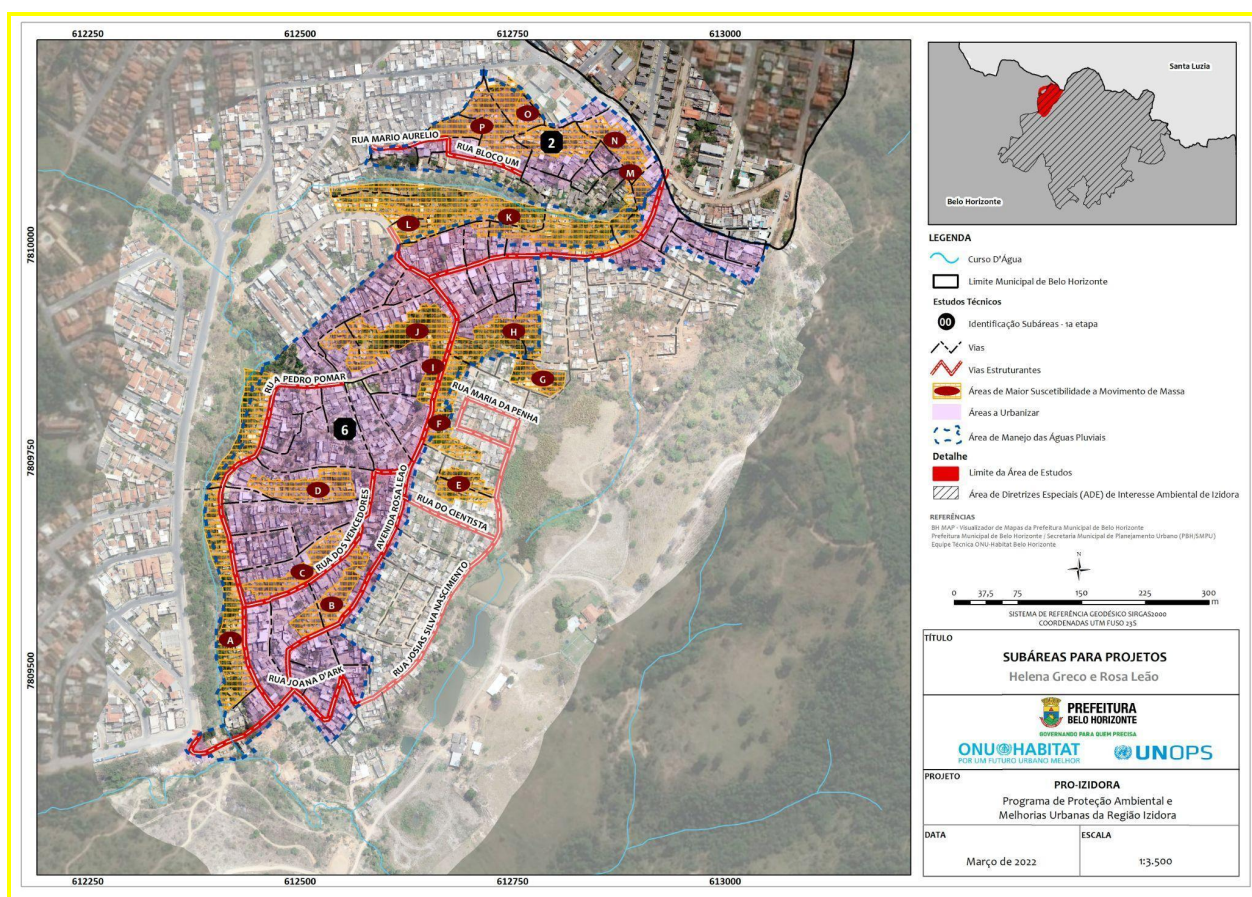 612250 612500 612750 613000
7810000
7809750
7809500
612250 612500 612750 613000
O
P
2
N
M
RUA MARIO AURELIO
RUA BLOCO UM
L
K
J
H
I
G
RUA PEDRO POMAR
RUA MARIA DA PENHA
F
6
E
D
RUA DO CIENTISTA
RUA DOS VENCEDORES
AVENIDA ROSA LEAO
C
B
A
RUA JOSIAS SILVA NASCIMENTO
RUA JOANA D'ARK
Santa Luzia
Belo Horizonte
LEGENDA
Curso D'Água
Limite Municipal de Belo Horizonte
Estudos Técnicos
00 Identificação Subáreas - 1a etapa
Vias
Vias Estruturantes
Áreas de Maior Suscetibilidade a Movimento de Massa
Áreas a Urbanizar
Área de Manejo das Águas Pluviais
Detalhe
Limite da Área de Estudos
Área de Diretrizes Especiais (ADE) de Interesse Ambiental de Izidora
REFERÊNCIAS
BH MAP - Visualizador de Mapas da Prefeitura Municipal de Belo Horizonte
Prefeitura Municipal de Belo Horizonte / Secretaria Municipal de Planejamento Urbano (PBH/SMPU)
Equipe Técnica ONU-Habitat Belo Horizonte
N
0 37,5 75 150 225 300
m
SISTEMA DE REFERÊNCIA GEODÉSICO SIRGAS2000
COORDENADAS UTM FUSO 23S
TÍTULO
SUBÁREAS PARA PROJETOS
Helena Greco e Rosa Leão
PREFEITURA
BELO HORIZONTE
GOVERNANDO PARA QUEM PRECISA
ONU HABITAT
POR UM FUTURO URBANO MELHOR
UNOPS
PROJETO
PRO-IZIDORA
Programa de Proteção Ambiental e
Melhorias Urbanas da Região Izidora
DATA
Março de 2022
ESCALA
1:3.500